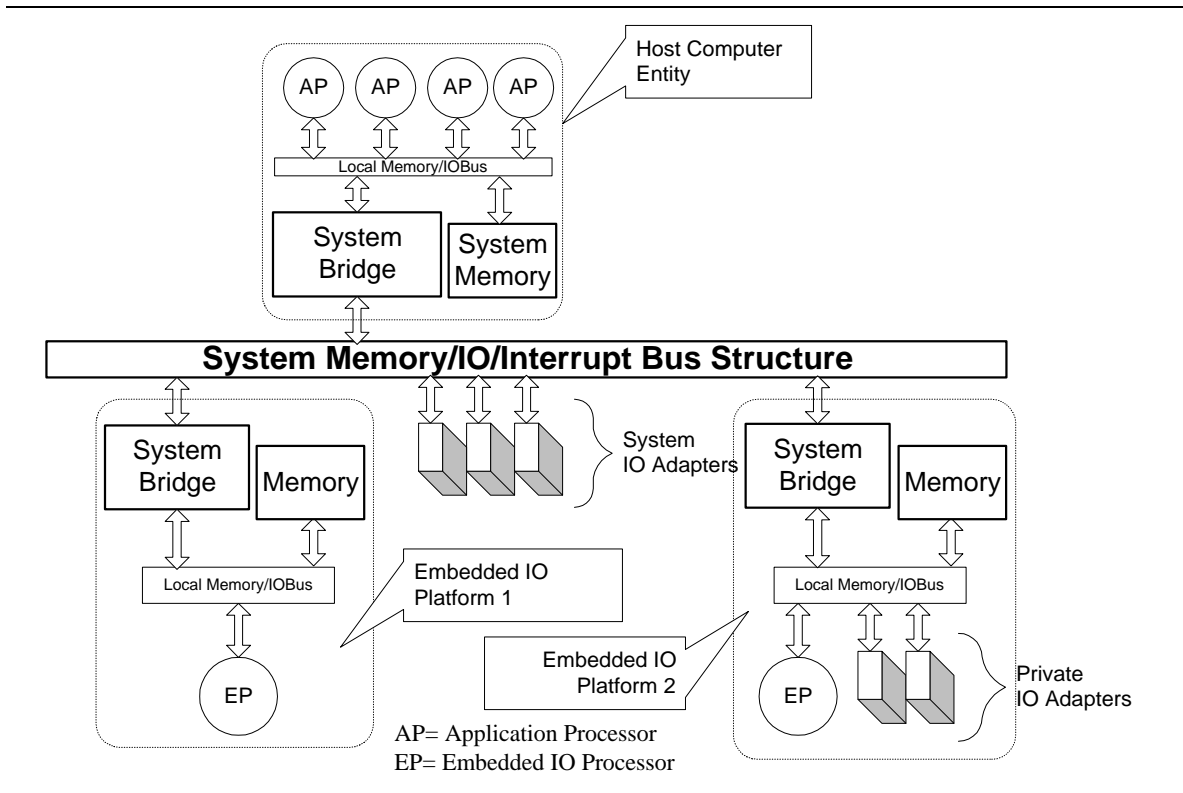 Host Computer
Entity
AP
AP
AP
AP
Local Memory/IOBus
System
Bridge
System
Memory
System Memory/IO/Interrupt Bus Structure
System
Bridge
Memory
System
IO Adapters
System
Bridge
Memory
Local Memory/IOBus
Embedded IO
Platform 1
Local Memory/IOBus
Embedded IO
Platform 2
EP
EP
Private
IO Adapters
AP= Application Processor
EP= Embedded IO Processor